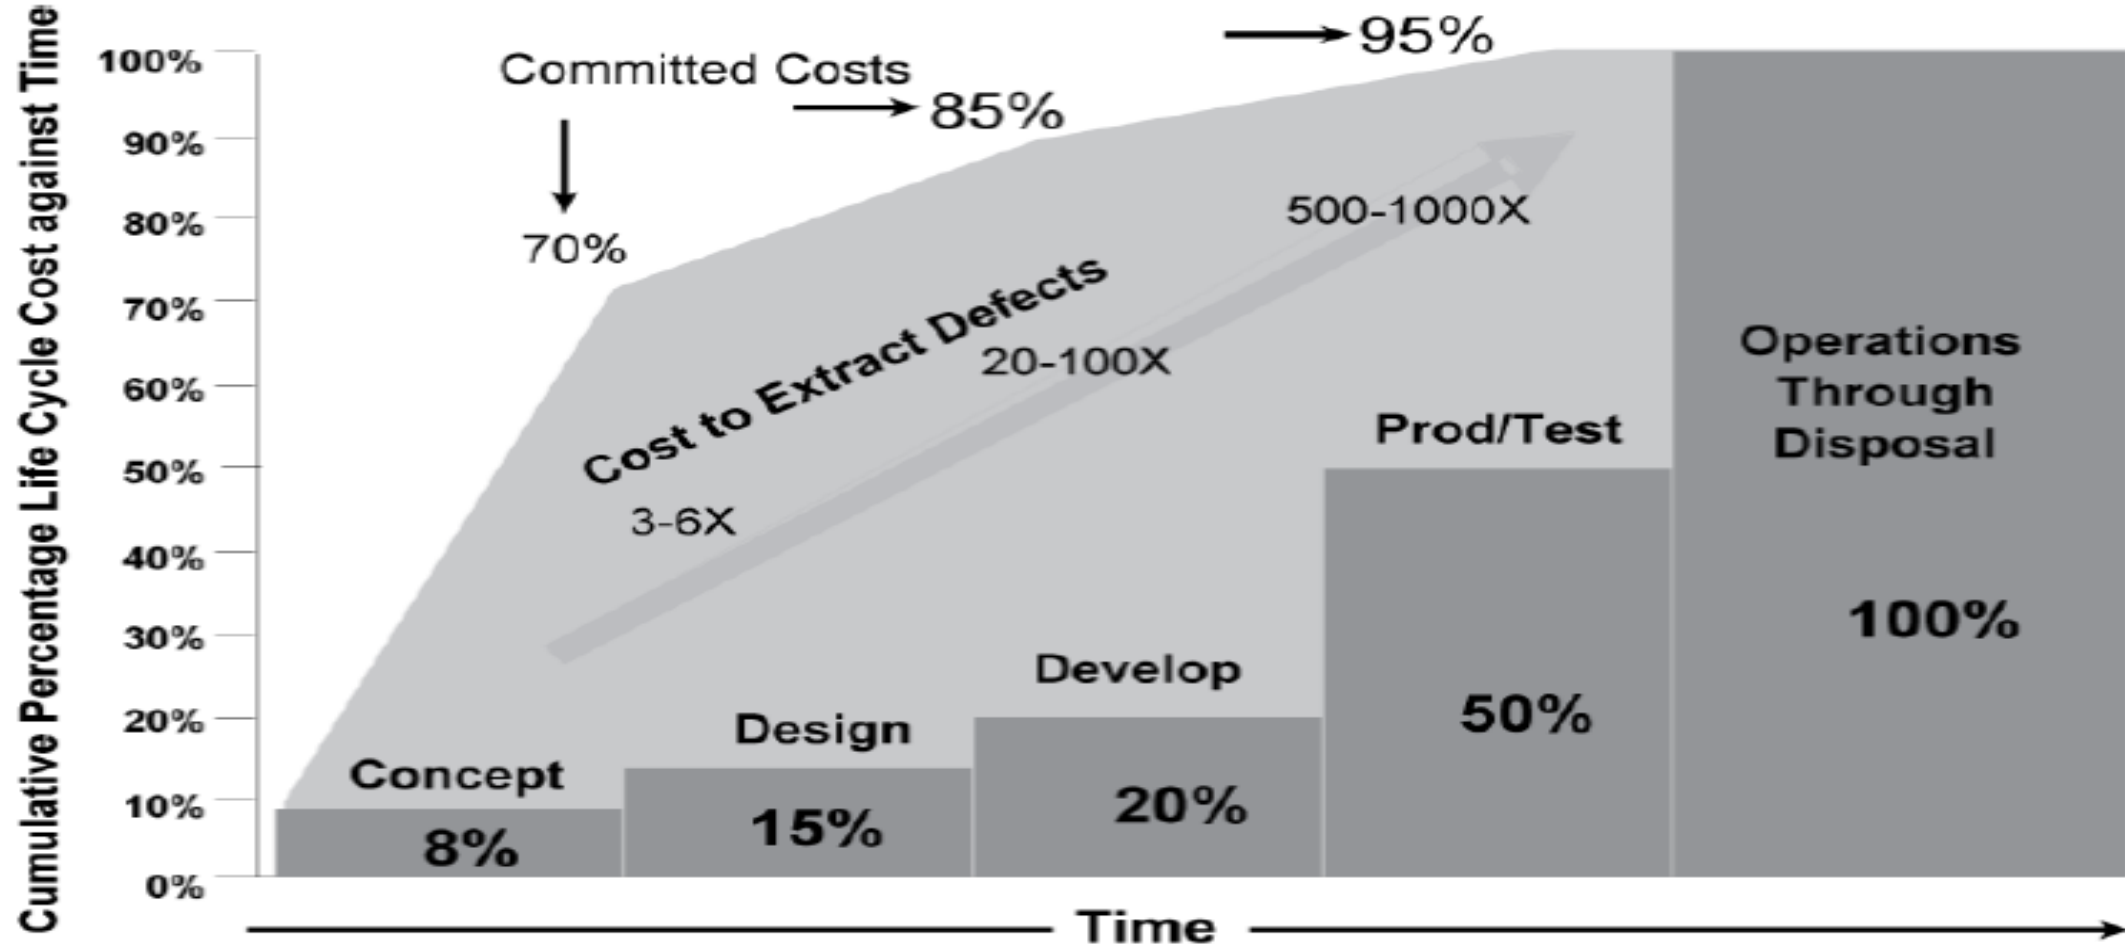 Cumulative Percentage Life Cycle Cost against Time
100%
90%
80%
70%
60%
50%
40%
30%
20%
10%
0%
Committed Costs
70%
85%
95%
Cost to Extract Defects
3-6X
20-100X
500-1000X
Concept
8%
Design
15%
Develop
20%
Prod/Test
50%
Operations
Through
Disposal
100%
Time